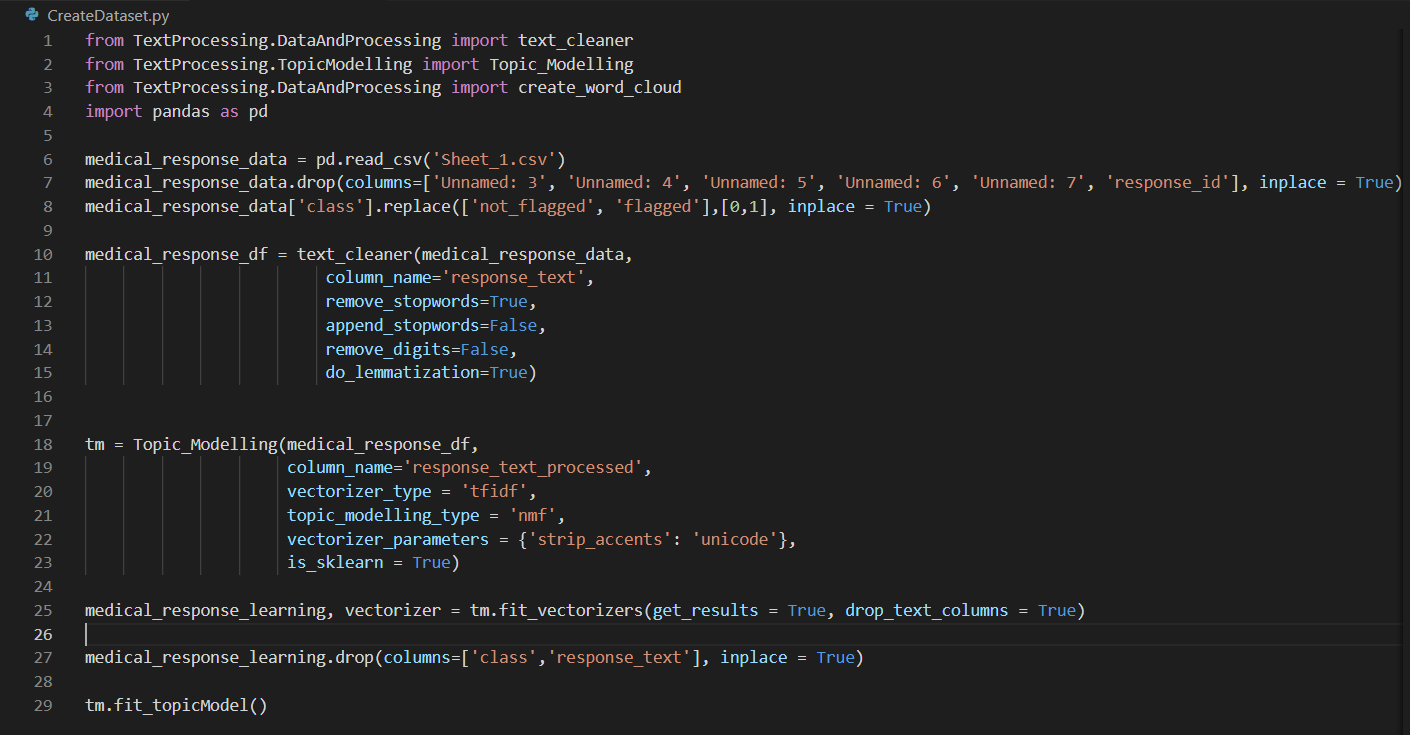 CreateDataset.py
1 from TextProcessing.DataAndProcessing import text_cleaner
2 from TextProcessing.TopicModelling import Topic_Modelling
3 from TextProcessing.DataAndProcessing import create_word_cloud
4 import pandas as pd
5
6 medical_response_data = pd.read_csv('Sheet_1.csv')
7 medical_response_data.drop(columns=['Unnamed: 3', 'Unnamed: 4', 'Unnamed: 5', 'Unnamed: 6', 'Unnamed: 7', 'response_id'], inplace = True)
8 medical_response_data['class'].replace(['not_flagged', 'flagged'],[0,1], inplace = True)
9
10 medical_response_df = text_cleaner(medical_response_data,
11                          column_name='response_text',
12                          remove_stopwords=True,
13                          append_stopwords=False,
14                          remove_digits=False,
15                          do_lemmatization=True)
16
17
18 tm = Topic_Modelling(medical_response_df,
19                      column_name='response_text_processed',
20                      vectorizer_type = 'tfidf',
21                      topic_modelling_type = 'nmf',
22                      vectorizer_parameters = {'strip_accents': 'unicode'},
23                      is_sklearn = True)
24
25 medical_response_learning, vectorizer = tm.fit_vectorizers(get_results = True, drop_text_columns = True)
26
27 medical_response_learning.drop(columns=['class','response_text'], inplace = True)
28
29 tm.fit_topicModel()